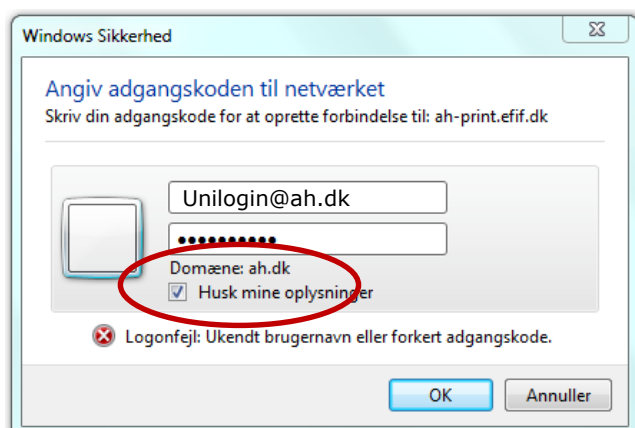 Windows Sikkerhed
Angiv adgangskoden til netværket
Skriv din adgangskode for at oprette forbindelse til: ah-print.efif.dk
Unilogin@ah.dk
••••••••••
Domæne: ah.dk
Husk mine oplysninger
Logonfejl: Ukendt brugernavn eller forkert adgangskode.
OK Annuller